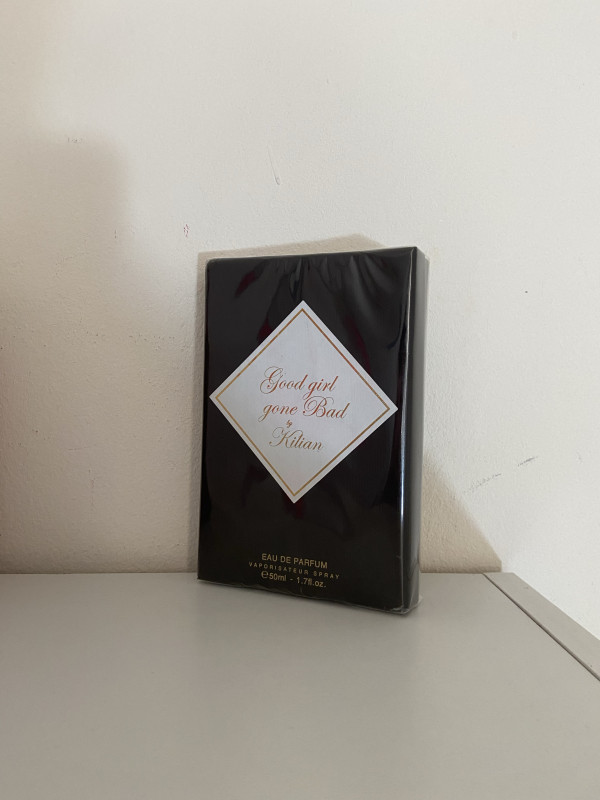 Good girl
gone Bad
by
Kilian
EAU DE PARFUM
VAPORISATEUR SPRAY
℮50ml - 1.7fl.oz.